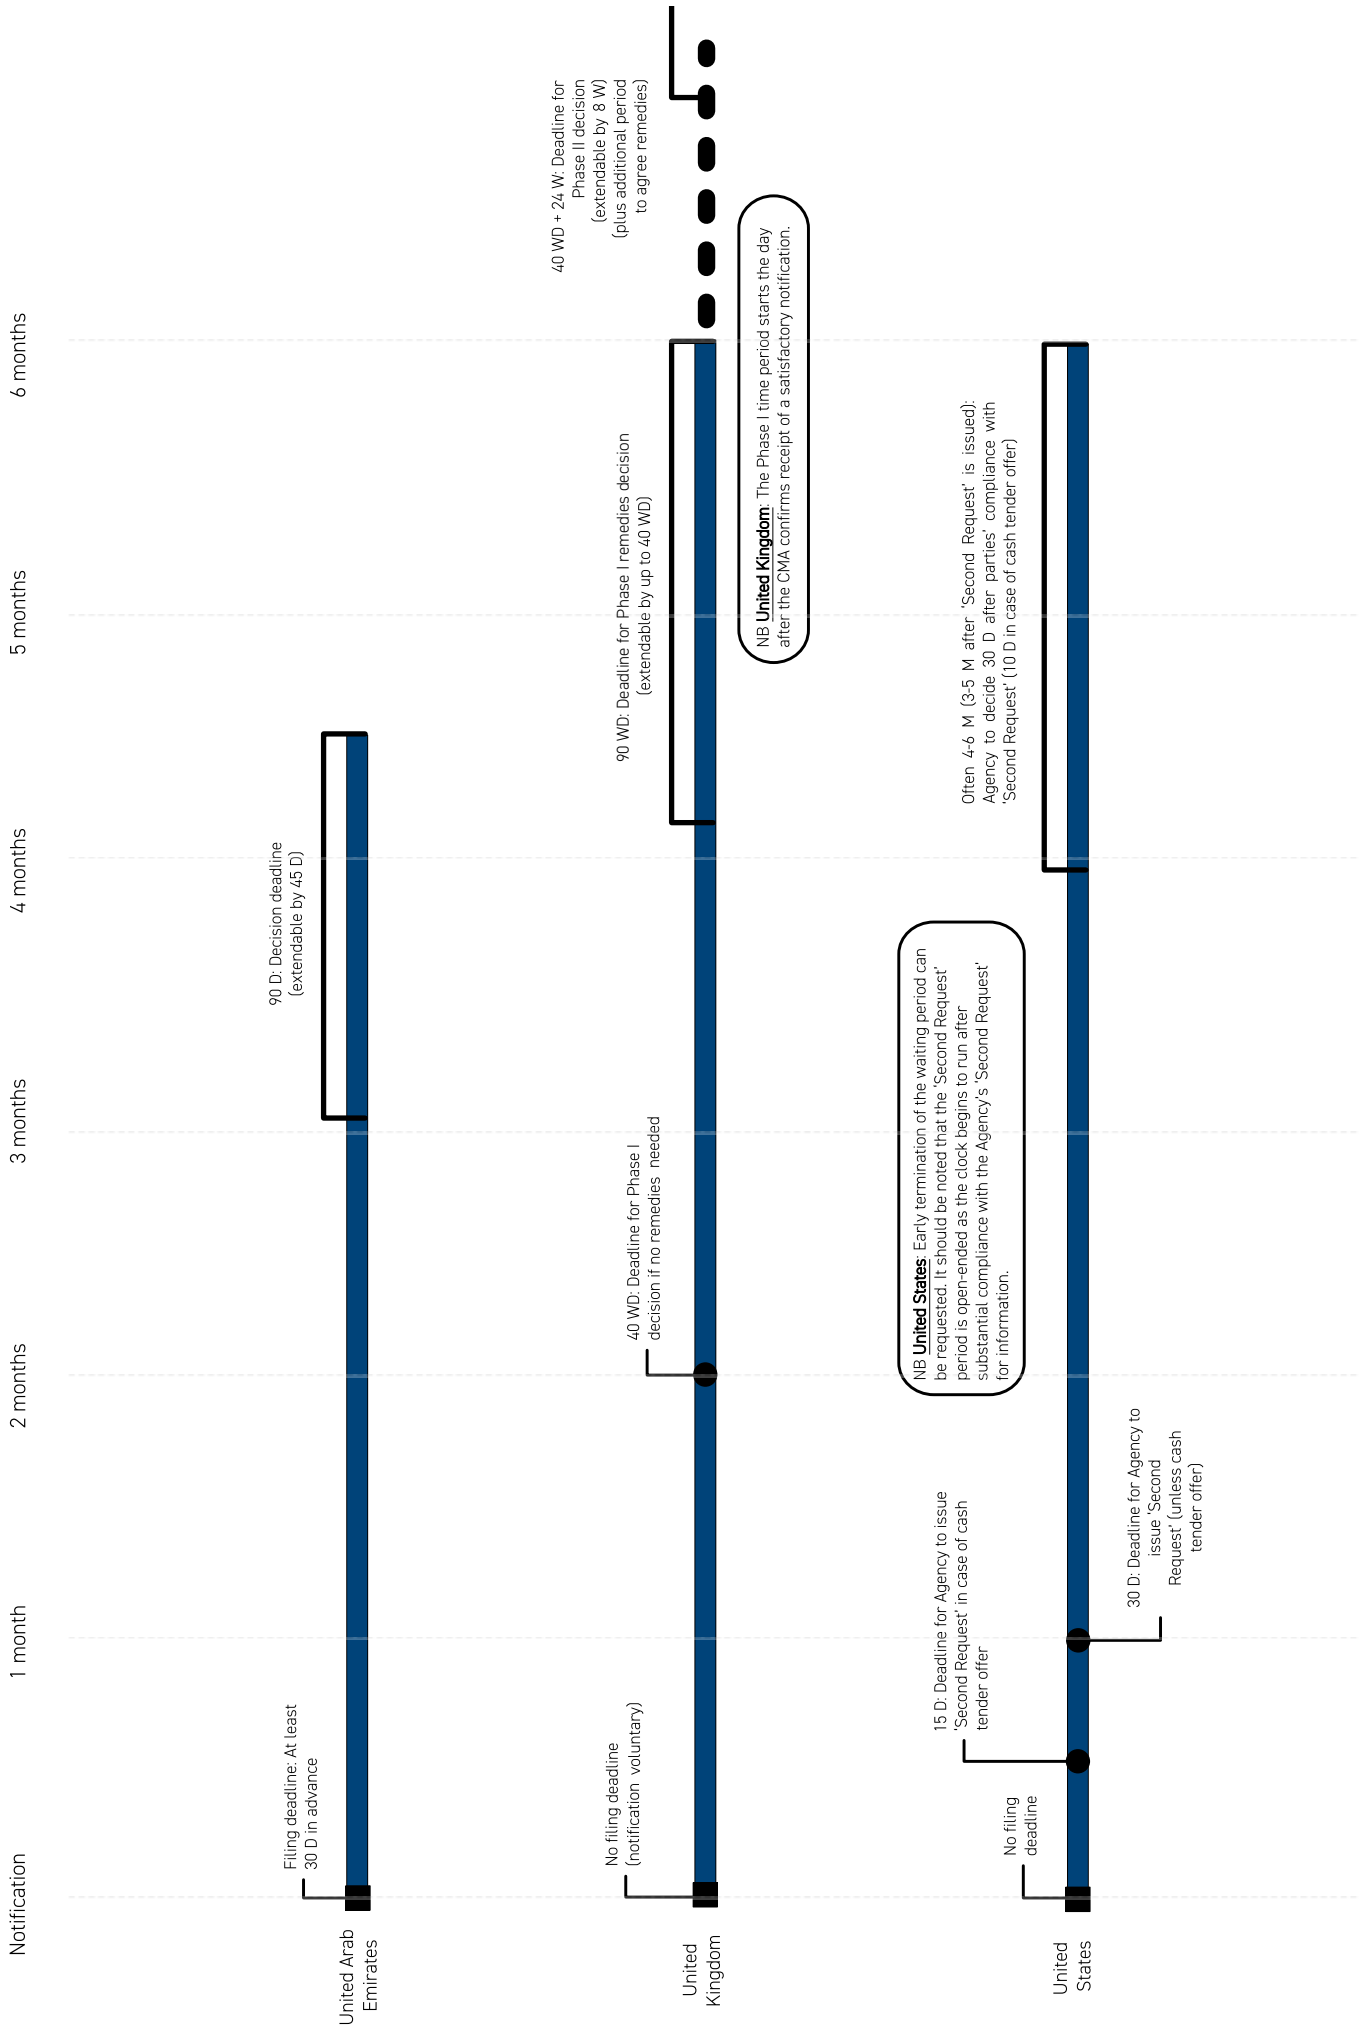 Notification
1 month
2 months
3 months
4 months
5 months
6 months
United Arab
Emirates
Filing deadline: At least
30 D in advance
90 D: Decision deadline
(extendable by 45 D)
United
Kingdom
No filing deadline
(notification voluntary)
40 WD: Deadline for Phase I
decision if no remedies needed
90 WD: Deadline for Phase I remedies decision
(extendable by up to 40 WD)
40 WD + 24 W: Deadline for
Phase II decision
(extendable by 8 W)
(plus additional period
to agree remedies)
NB United Kingdom: The Phase I time period starts the day
after the CMA confirms receipt of a satisfactory notification.
United
States
No filing
deadline
15 D: Deadline for Agency to issue
'Second Request' in case of cash
tender offer
30 D: Deadline for Agency to
issue 'Second
Request' (unless cash
tender offer)
NB United States: Early termination of the waiting period can
be requested. It should be noted that the 'Second Request'
period is open-ended as the clock begins to run after
substantial compliance with the Agency's 'Second Request'
for information.
Often 4-6 M (3-5 M after 'Second Request' is issued):
Agency to decide 30 D after parties' compliance with
'Second Request' (10 D in case of cash tender offer)